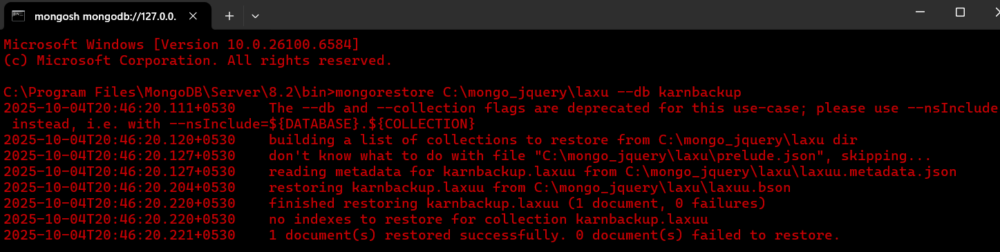 mongosh mongodb://127.0.0.
Microsoft Windows [Version 10.0.26100.6584]
(c) Microsoft Corporation. All rights reserved.
C:\Program Files\MongoDB\Server\8.2\bin>mongorestore C:\mongo_jquery\laxu --db karnbackup
2025-10-04T20:46:20.111+0530    The --db and --collection flags are deprecated for this use-case; please use --nsInclude
 instead, i.e. with --nsInclude=${DATABASE}.${COLLECTION}
2025-10-04T20:46:20.120+0530    building a list of collections to restore from C:\mongo_jquery\laxu dir
2025-10-04T20:46:20.127+0530    don't know what to do with file "C:\mongo_jquery\laxu\prelude.json", skipping...
2025-10-04T20:46:20.127+0530    reading metadata for karnbackup.laxuu from C:\mongo_jquery\laxu\laxuu.metadata.json
2025-10-04T20:46:20.204+0530    restoring karnbackup.laxuu from C:\mongo_jquery\laxu\laxuu.bson
2025-10-04T20:46:20.220+0530    finished restoring karnbackup.laxuu (1 document, 0 failures)
2025-10-04T20:46:20.220+0530    no indexes to restore for collection karnbackup.laxuu
2025-10-04T20:46:20.221+0530    1 document(s) restored successfully. 0 document(s) failed to restore.